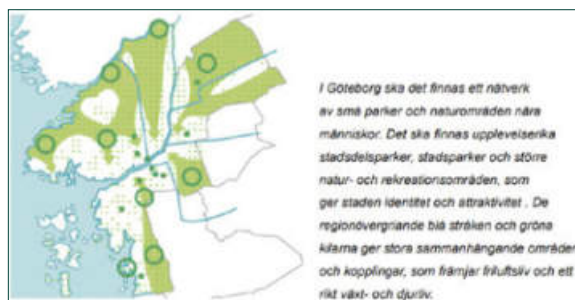 I Göteborg ska det finnas ett nätverk
av små parker och naturområden nära
människor. Det ska finnas upplevelserika
stadsdelsparker, stadsparker och större
natur- och rekreationsområden, som
ger staden identitet och attraktivitet . De
regionövergriande blå stråken och gröna
kilarna ger stora sammanhängande områden
och kopplingar, som främjar friluftsliv och ett
rikt växt- och djurliv.